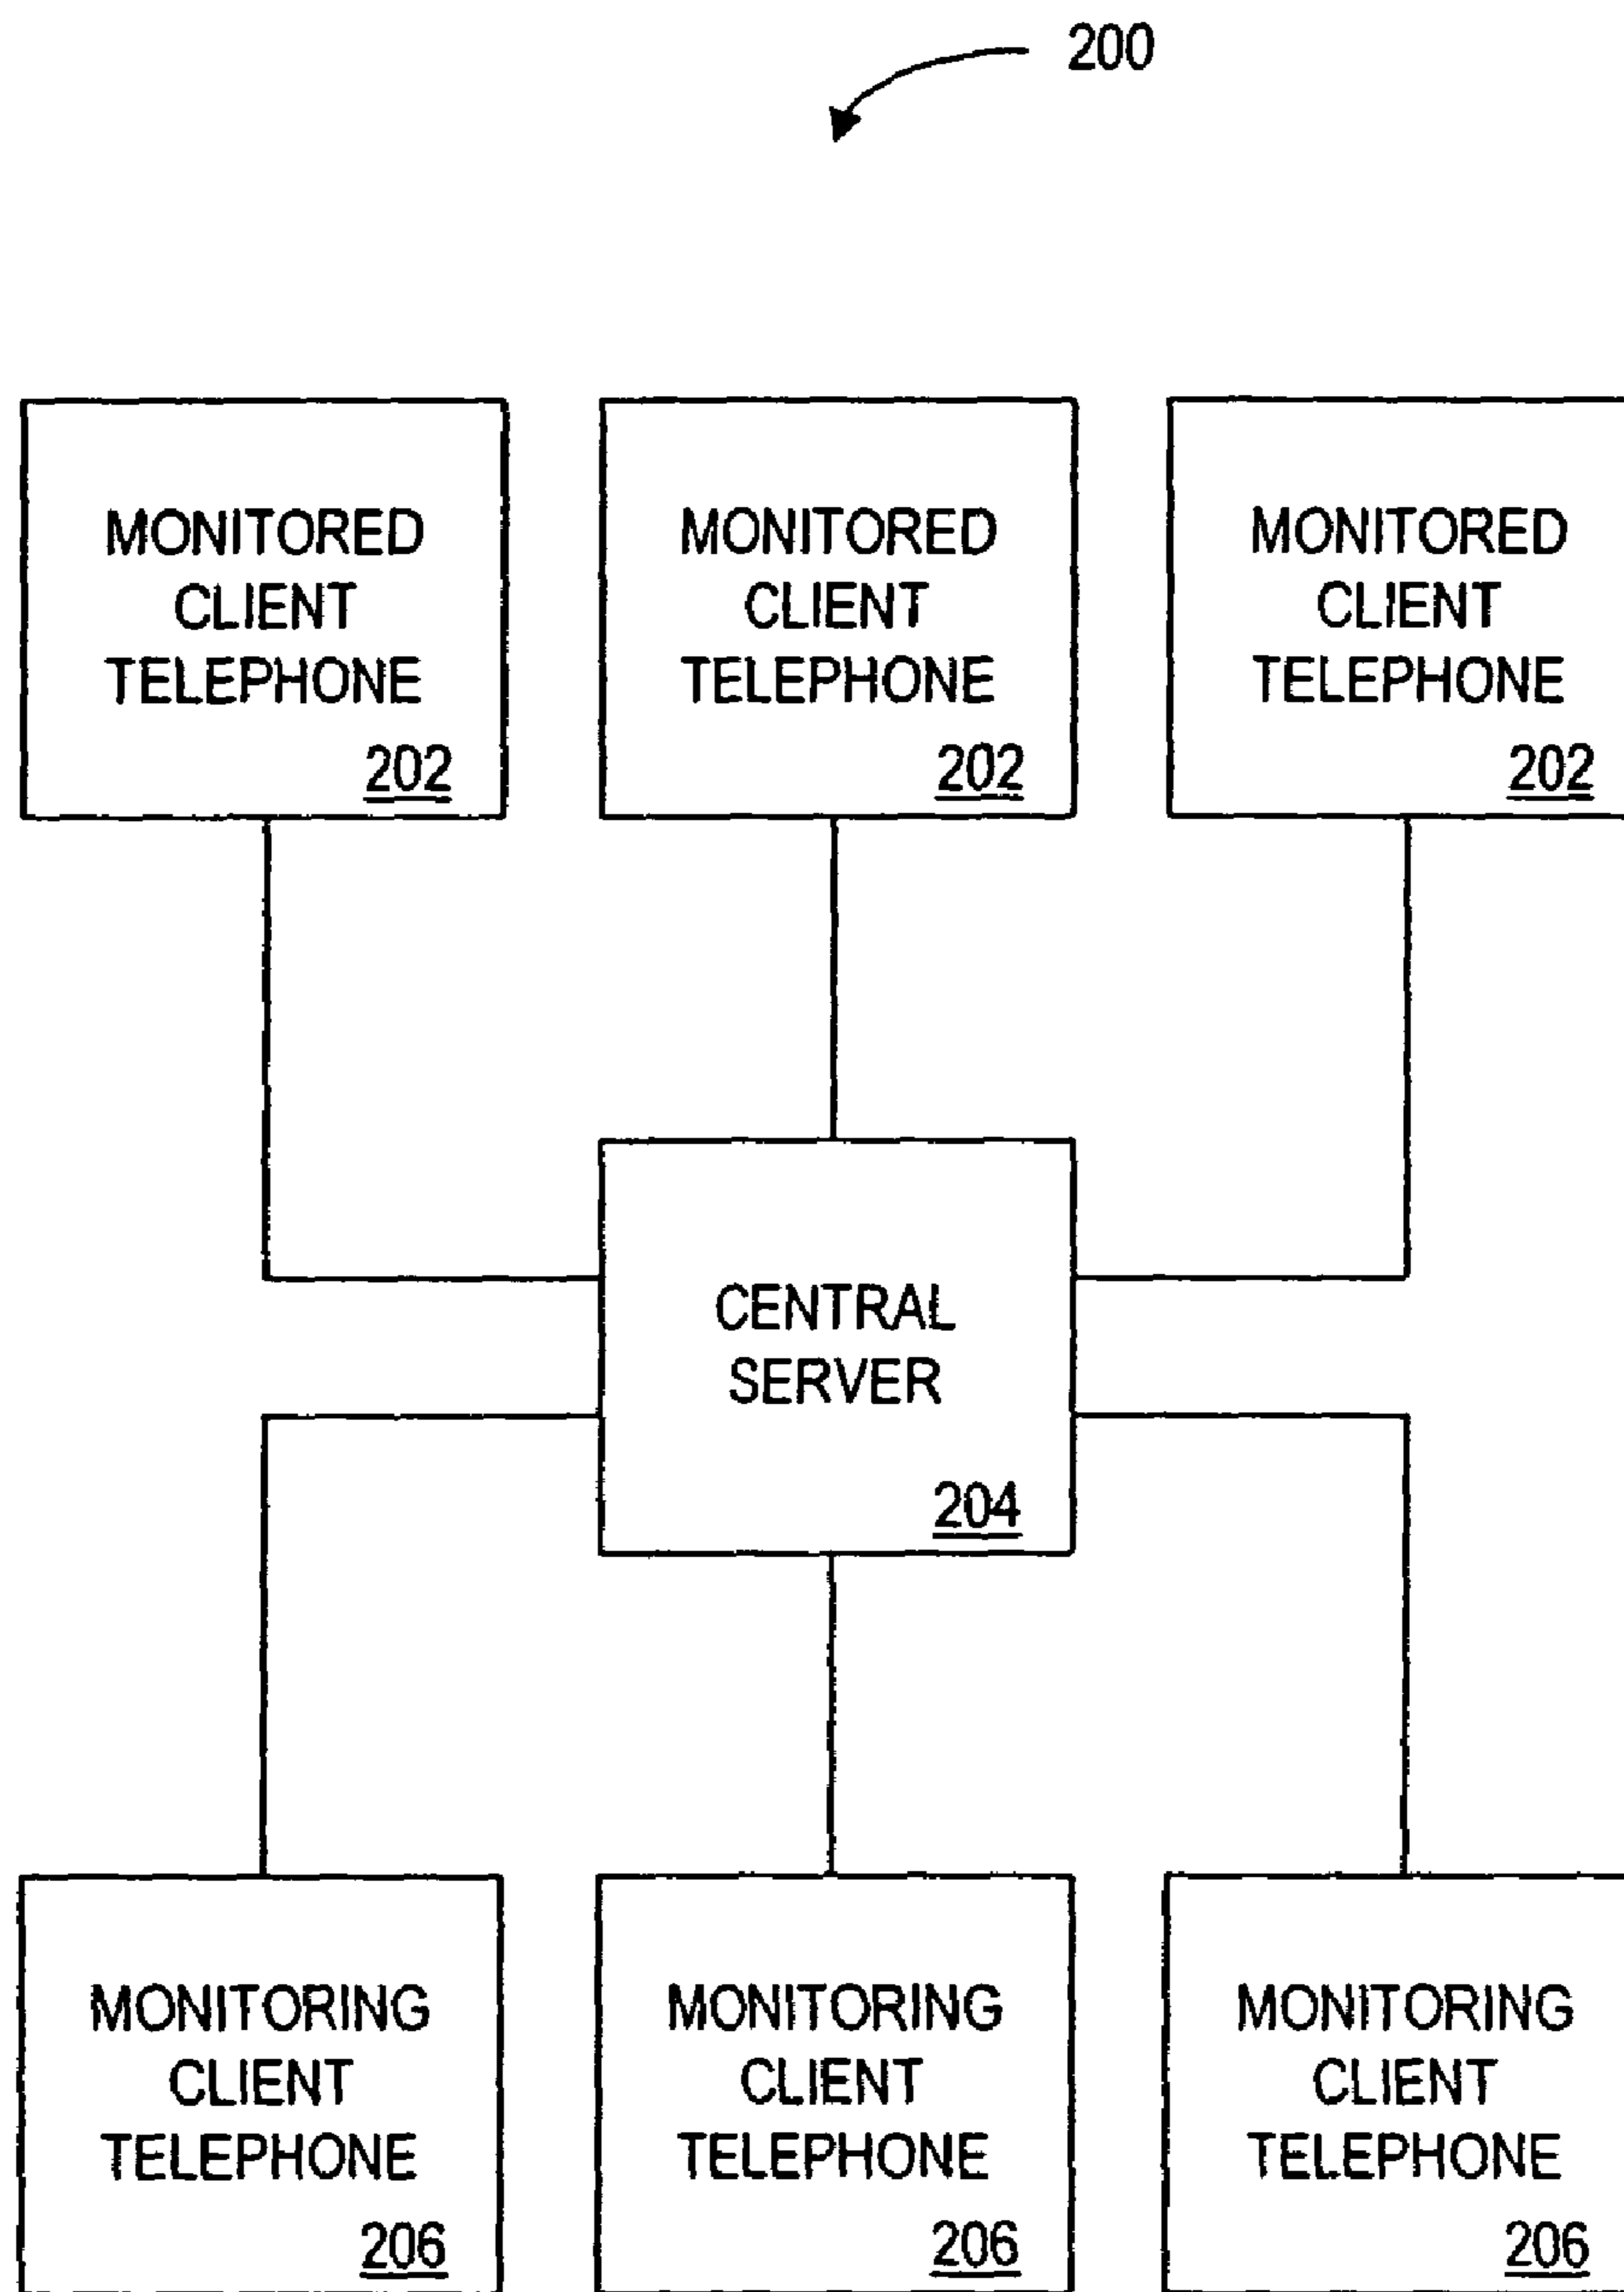 200
MONITORED
CLIENT
TELEPHONE
202
MONITORED
CLIENT
TELEPHONE
202
MONITORED
CLIENT
TELEPHONE
202
CENTRAL
SERVER
204
MONITORING
CLIENT
TELEPHONE
206
MONITORING
CLIENT
TELEPHONE
206
MONITORING
CLIENT
TELEPHONE
206